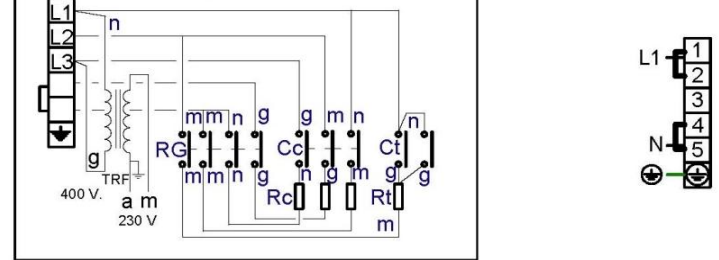 L1
n
L2
L3
m m n g g m n n
RG Cc Ct
m m n g n g m g g
g
TRF
400 V.
a m
230 V
Rc Rt
m
L1
N
1
2
3
4
5